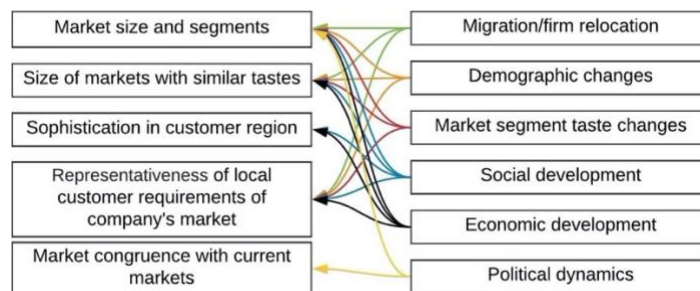 Market size and segments
Size of markets with similar tastes
Sophistication in customer region
Representativeness of local
customer requirements of
company's market
Market congruence with current
markets
Migration/firm relocation
Demographic changes
Market segment taste changes
Social development
Economic development
Political dynamics